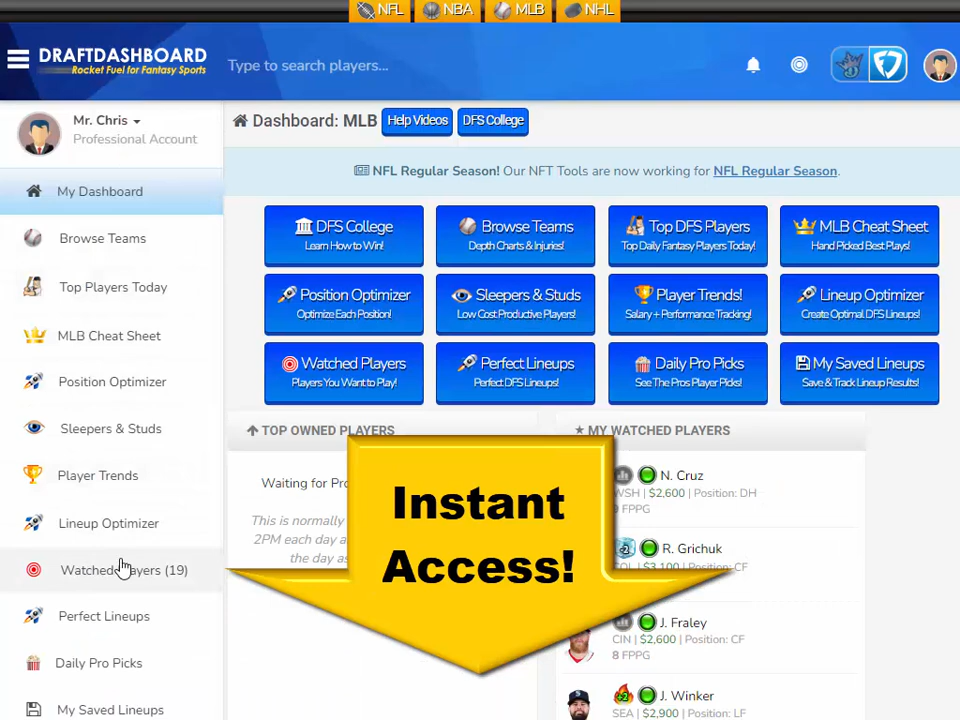 NFL NBA MLB NHL
DRAFTDASHBOARD
Rocket Fuel for Fantasy Sports
Type to search players...
Mr. Chris
Professional Account
My Dashboard
Browse Teams
Top Players Today
MLB Cheat Sheet
Position Optimizer
Sleepers & Studs
Player Trends
Lineup Optimizer
Watched Players (19)
Perfect Lineups
Daily Pro Picks
My Saved Lineups
Dashboard: MLB
Help Videos
DFS College
NFL Regular Season! Our NFT Tools are now working for NFL Regular Season.
DFS College
Learn How to Win!
Browse Teams
Depth Charts & Injuries!
Top DFS Players
Top Daily Fantasy Players Today!
MLB Cheat Sheet
Hand Picked Best Plays!
Position Optimizer
Optimize Each Position!
Sleepers & Studs
Low Cost Productive Players!
Player Trends!
Salary + Performance Tracking!
Lineup Optimizer
Create Optimal DFS Lineups!
Watched Players
Players You Want to Play!
Perfect Lineups
Perfect DFS Lineups!
Daily Pro Picks
See The Pros Player Picks!
My Saved Lineups
Save & Track Lineup Results!
TOP OWNED PLAYERS
Waiting for
This is normally
2PM each day
the day
Instant
Access!
MY WATCHED PLAYERS
N. Cruz
WSH | $2,600 | Position: DH
FPPG
R. Grichuk
COL | $3,100 | Position: CF
J. Fraley
CIN | $2,600 | Position: CF
8 FPPG
J. Winker
SEA | $2,900 | Position: LF